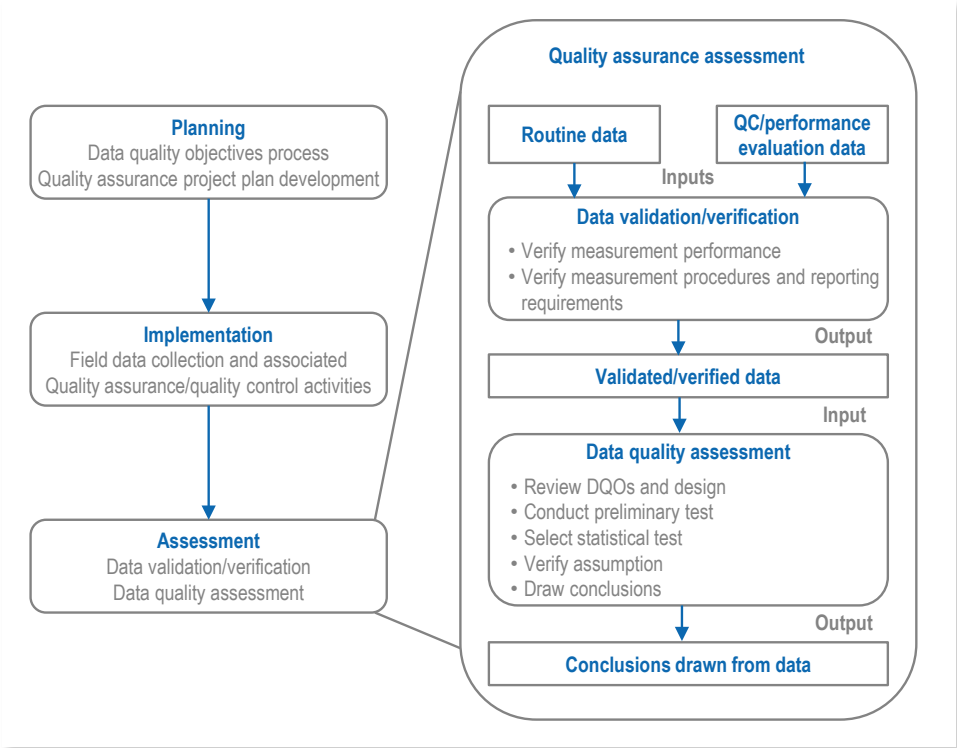 Planning
Data quality objectives process
Quality assurance project plan development
Implementation
Field data collection and associated
Quality assurance/quality control activities
Assessment
Data validation/verification
Data quality assessment
Quality assurance assessment
Routine data
QC/performance
evaluation data
Inputs
Data validation/verification
• Verify measurement performance
• Verify measurement procedures and reporting
requirements
Output
Validated/verified data
Input
Data quality assessment
• Review DQOs and design
• Conduct preliminary test
• Select statistical test
• Verify assumption
• Draw conclusions
Output
Conclusions drawn from data